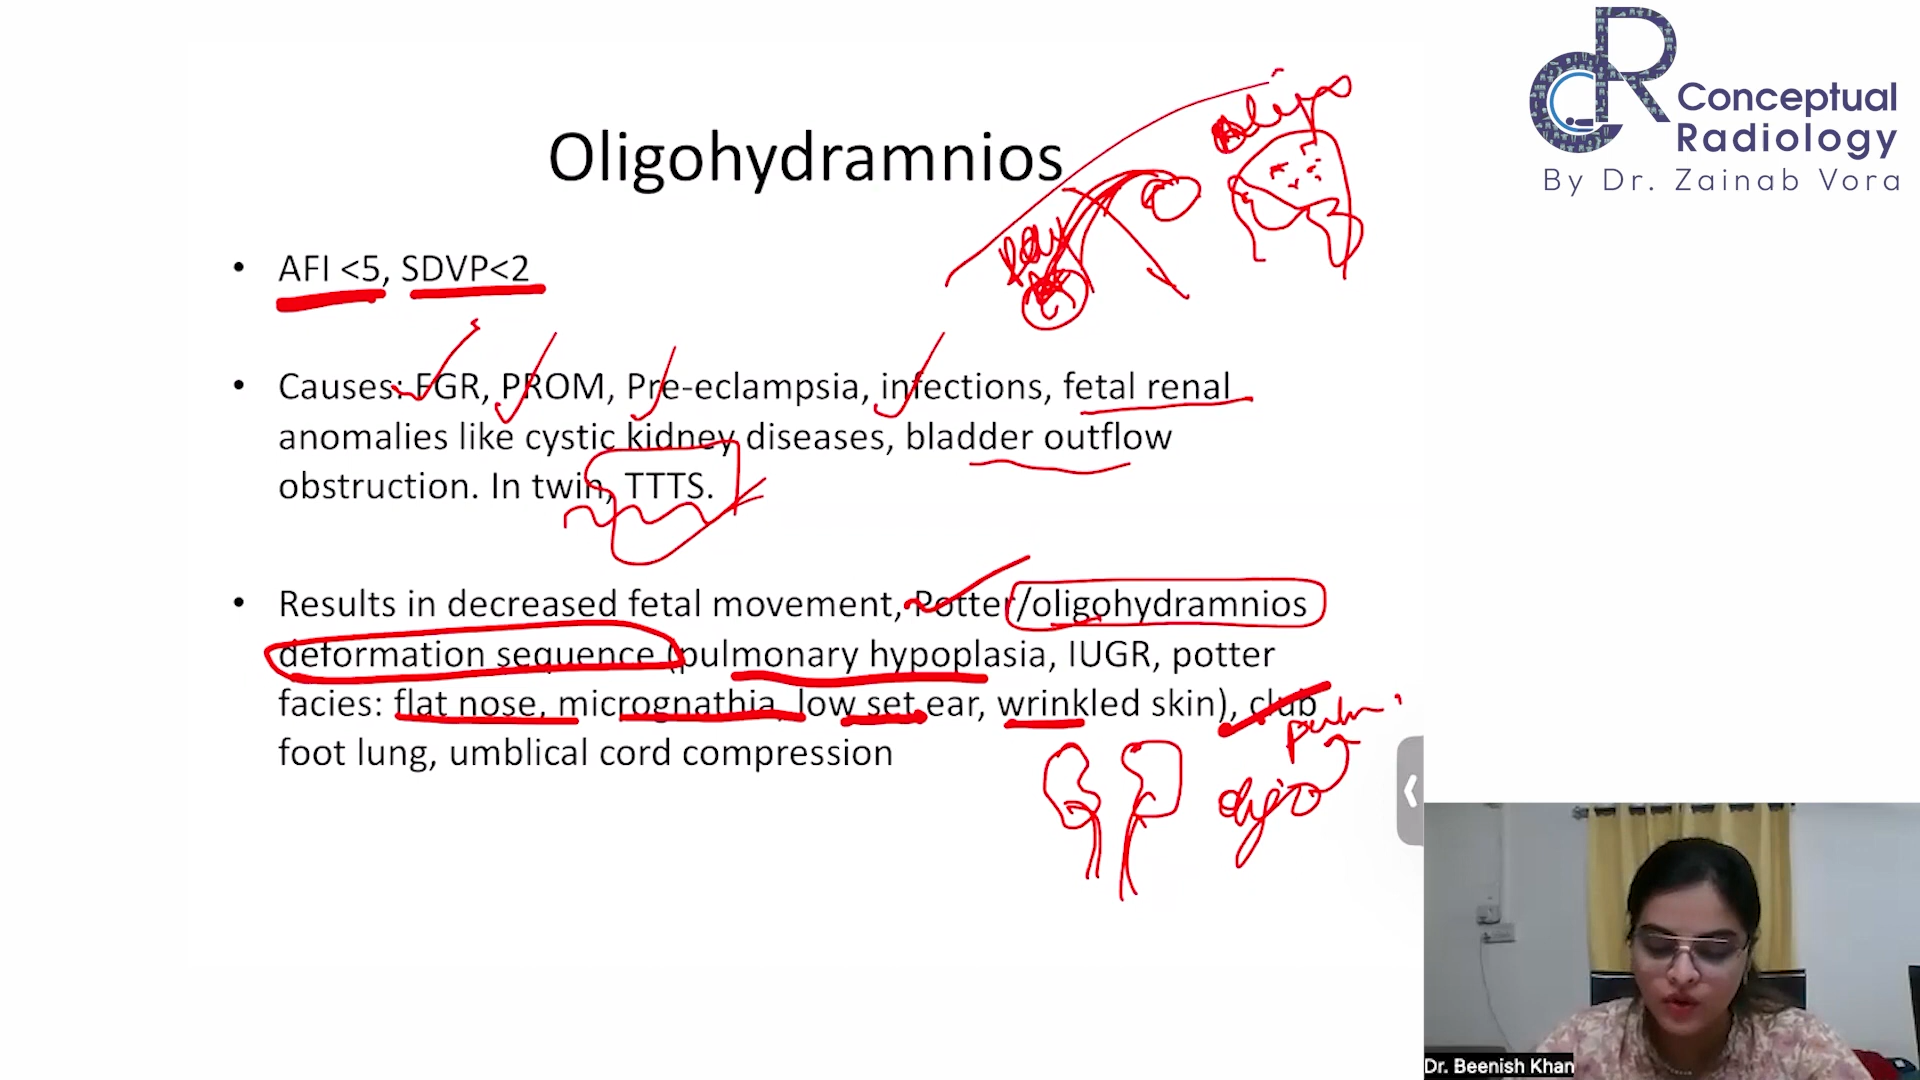 Conceptual
Radiology
By Dr. Zainab Vora
Oligohydramnios
• AFI <5, SDVP<2
• Causes: FGR, PROM, Pre-eclampsia, infections, fetal renal
anomalies like cystic kidney diseases, bladder outflow
obstruction. In twin, TTTS.
• Results in decreased fetal movement, Potter/oligohydramnios
deformation sequence (pulmonary hypoplasia, IUGR, potter
facies: flat nose, micrognathia, low set ear, wrinkled skin), club
foot lung, umblical cord compression
Dr. Beenish Khan